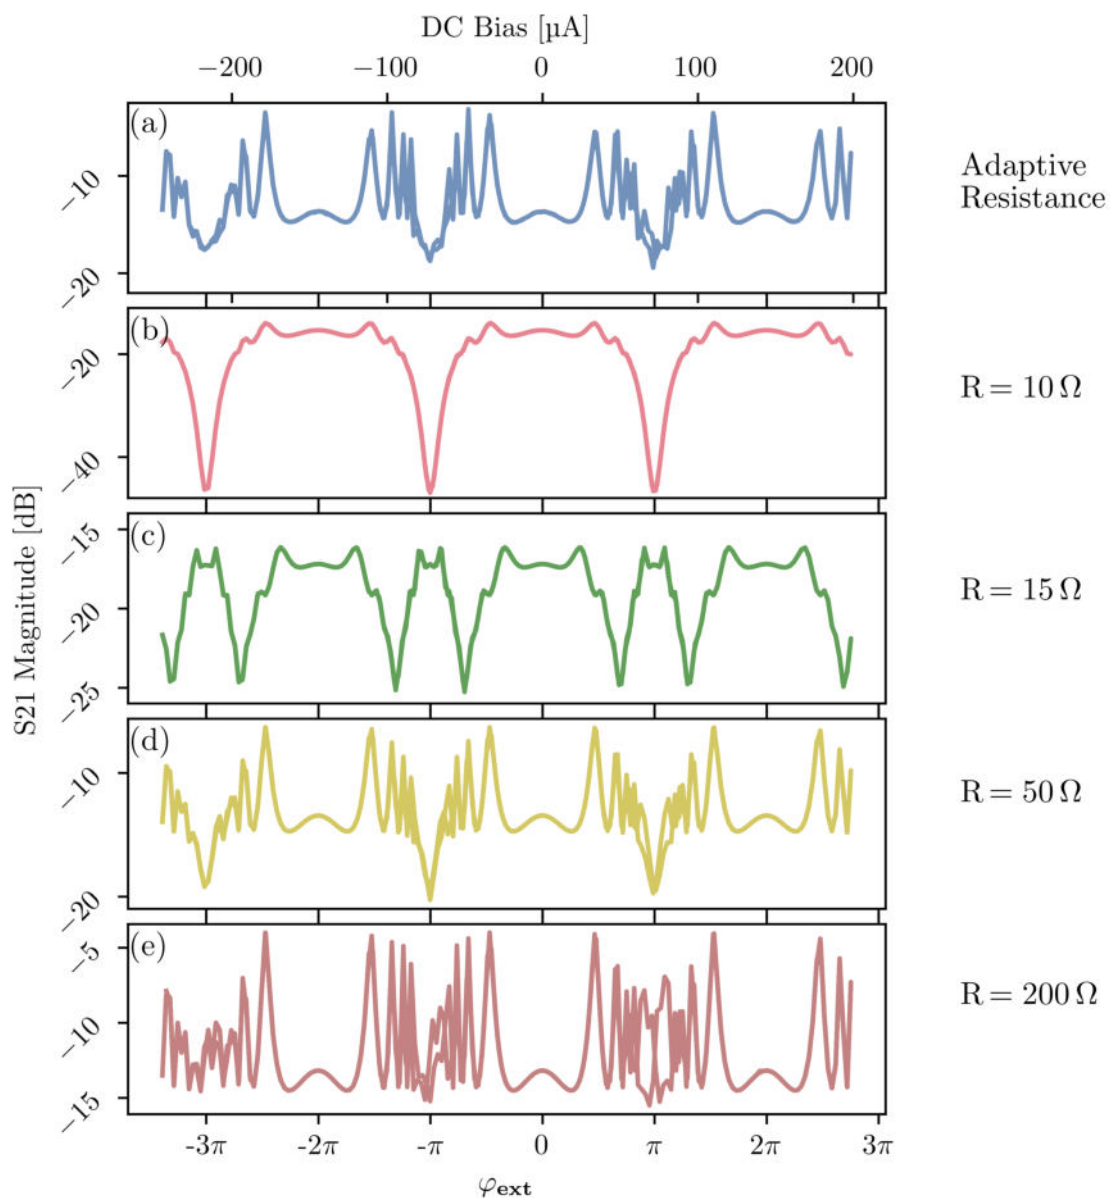 DC Bias [µA]
−200 −100 0 100 200
(a)
−10
−20
Adaptive
Resistance
(b)
−20
−40
R = 10 Ω
(c)
−15
−20
−25
R = 15 Ω
S21 Magnitude [dB]
(d)
−10
−20
R = 50 Ω
(e)
−5
−10
−15
R = 200 Ω
-3π -2π -π 0 π 2π 3π
φext